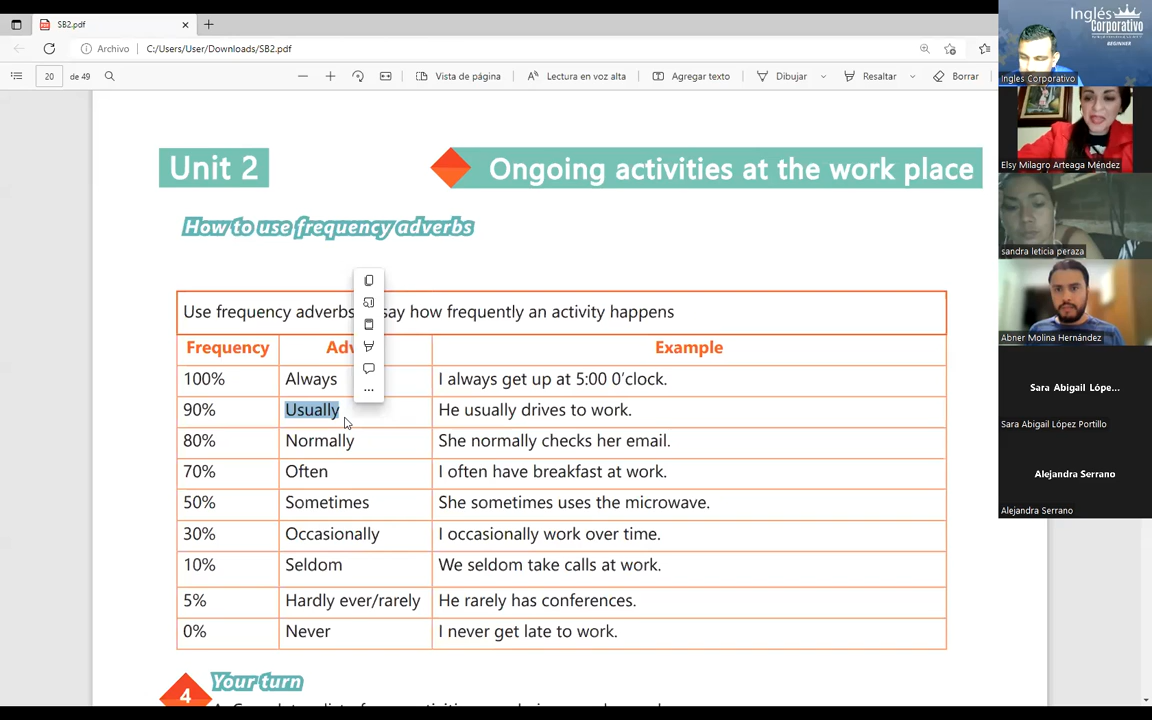 SB2.pdf
Archivo C:/Users/User/Downloads/SB2.pdf
20 de 49 Vista de página Lectura en voz alta Agregar texto Dibujar Resaltar Borrar
Unit 2 Ongoing activities at the work place
How to use frequency adverbs
Use frequency adverbs say how frequently an activity happens
Frequency Adv Example
100% Always I always get up at 5:00 0'clock.
90% Usually He usually drives to work.
80% Normally She normally checks her email.
70% Often I often have breakfast at work.
50% Sometimes She sometimes uses the microwave.
30% Occasionally I occasionally work over time.
10% Seldom We seldom take calls at work.
5% Hardly ever/rarely He rarely has conferences.
0% Never I never get late to work.
4 Your turn
Inglés
Corporativo
BEGINNER
Ingles Corporativo
Elsy Milagro Arteaga Méndez
sandra leticia peraza
Abner Molina Hernández
Sara Abigail Lópe...
Sara Abigail López Portillo
Alejandra Serrano
Alejandra Serrano